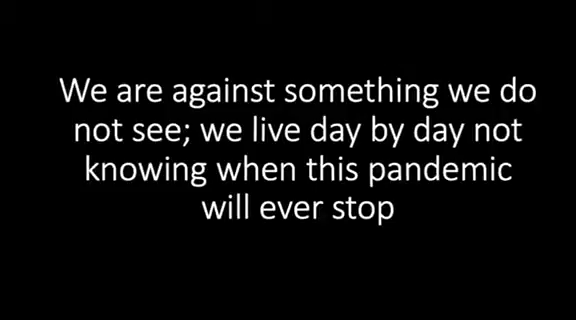 We are against something we do
not see; we live day by day not
knowing when this pandemic
will ever stop